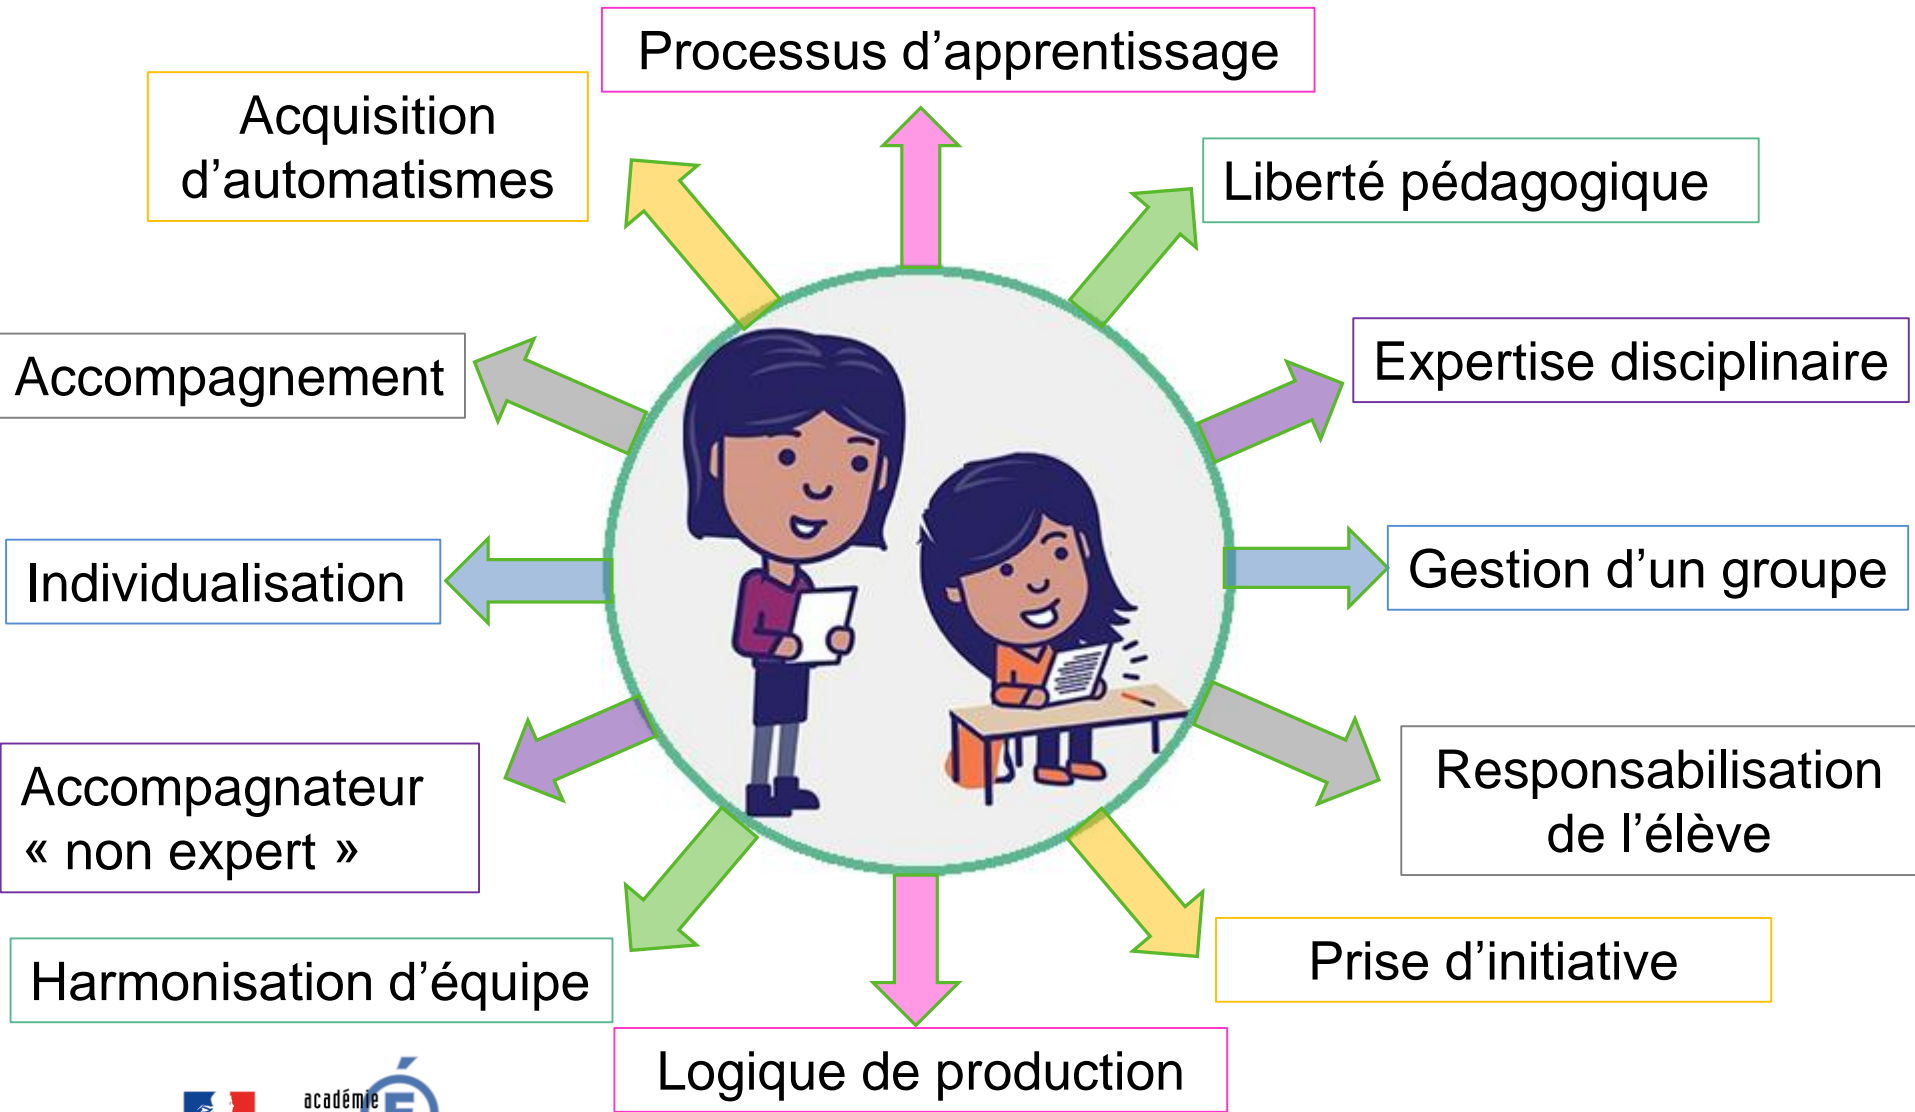 Processus d’apprentissage
Acquisition
d’automatismes
Liberté pédagogique
Accompagnement
Expertise disciplinaire
Individualisation
Gestion d’un groupe
Accompagnateur
« non expert »
Responsabilisation
de l’élève
Harmonisation d’équipe
Prise d’initiative
Logique de production
académie
É